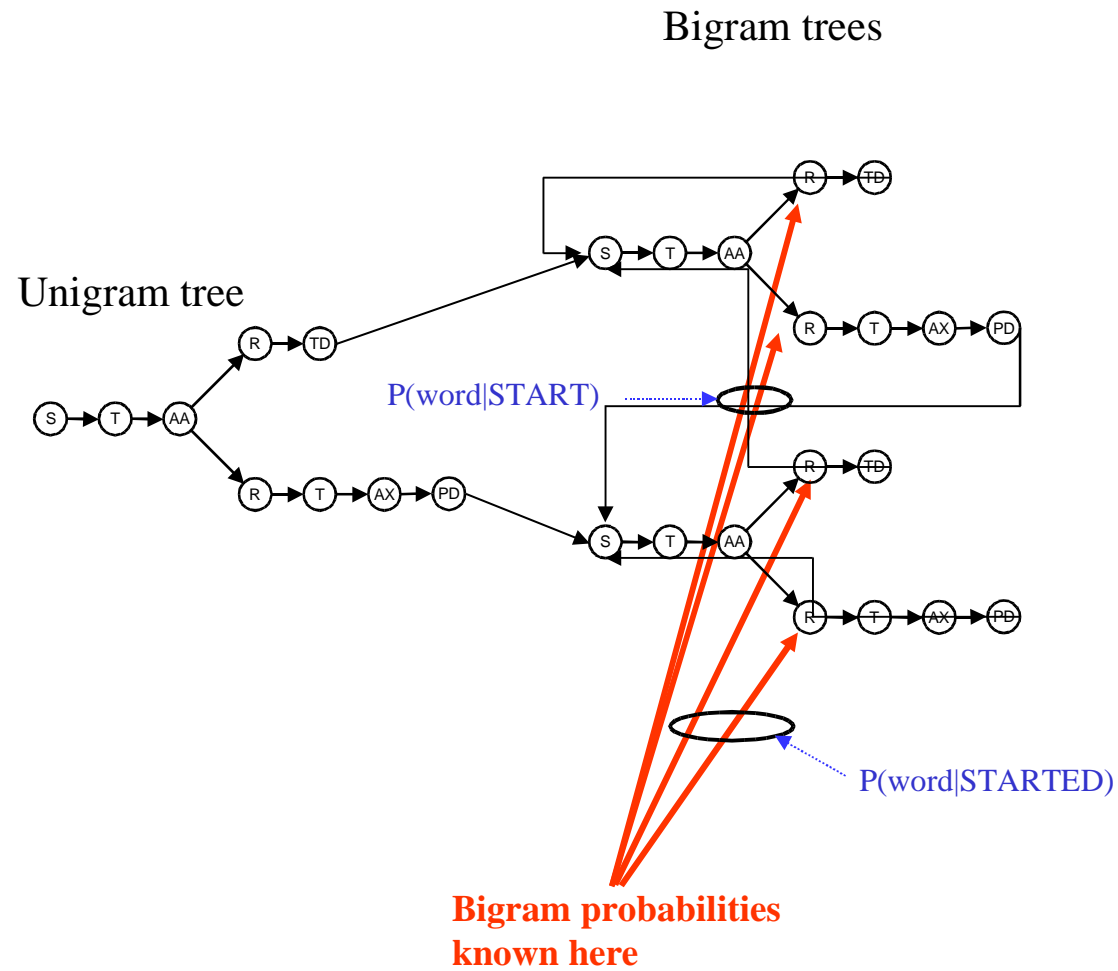 Bigram trees
R TD
S T AA
Unigram tree
R T AX PD
R TD
P(word|START)
S T AA
R TD
R T AX PD
S T AA
R T AX PD
P(word|STARTED)
Bigram probabilities
known here